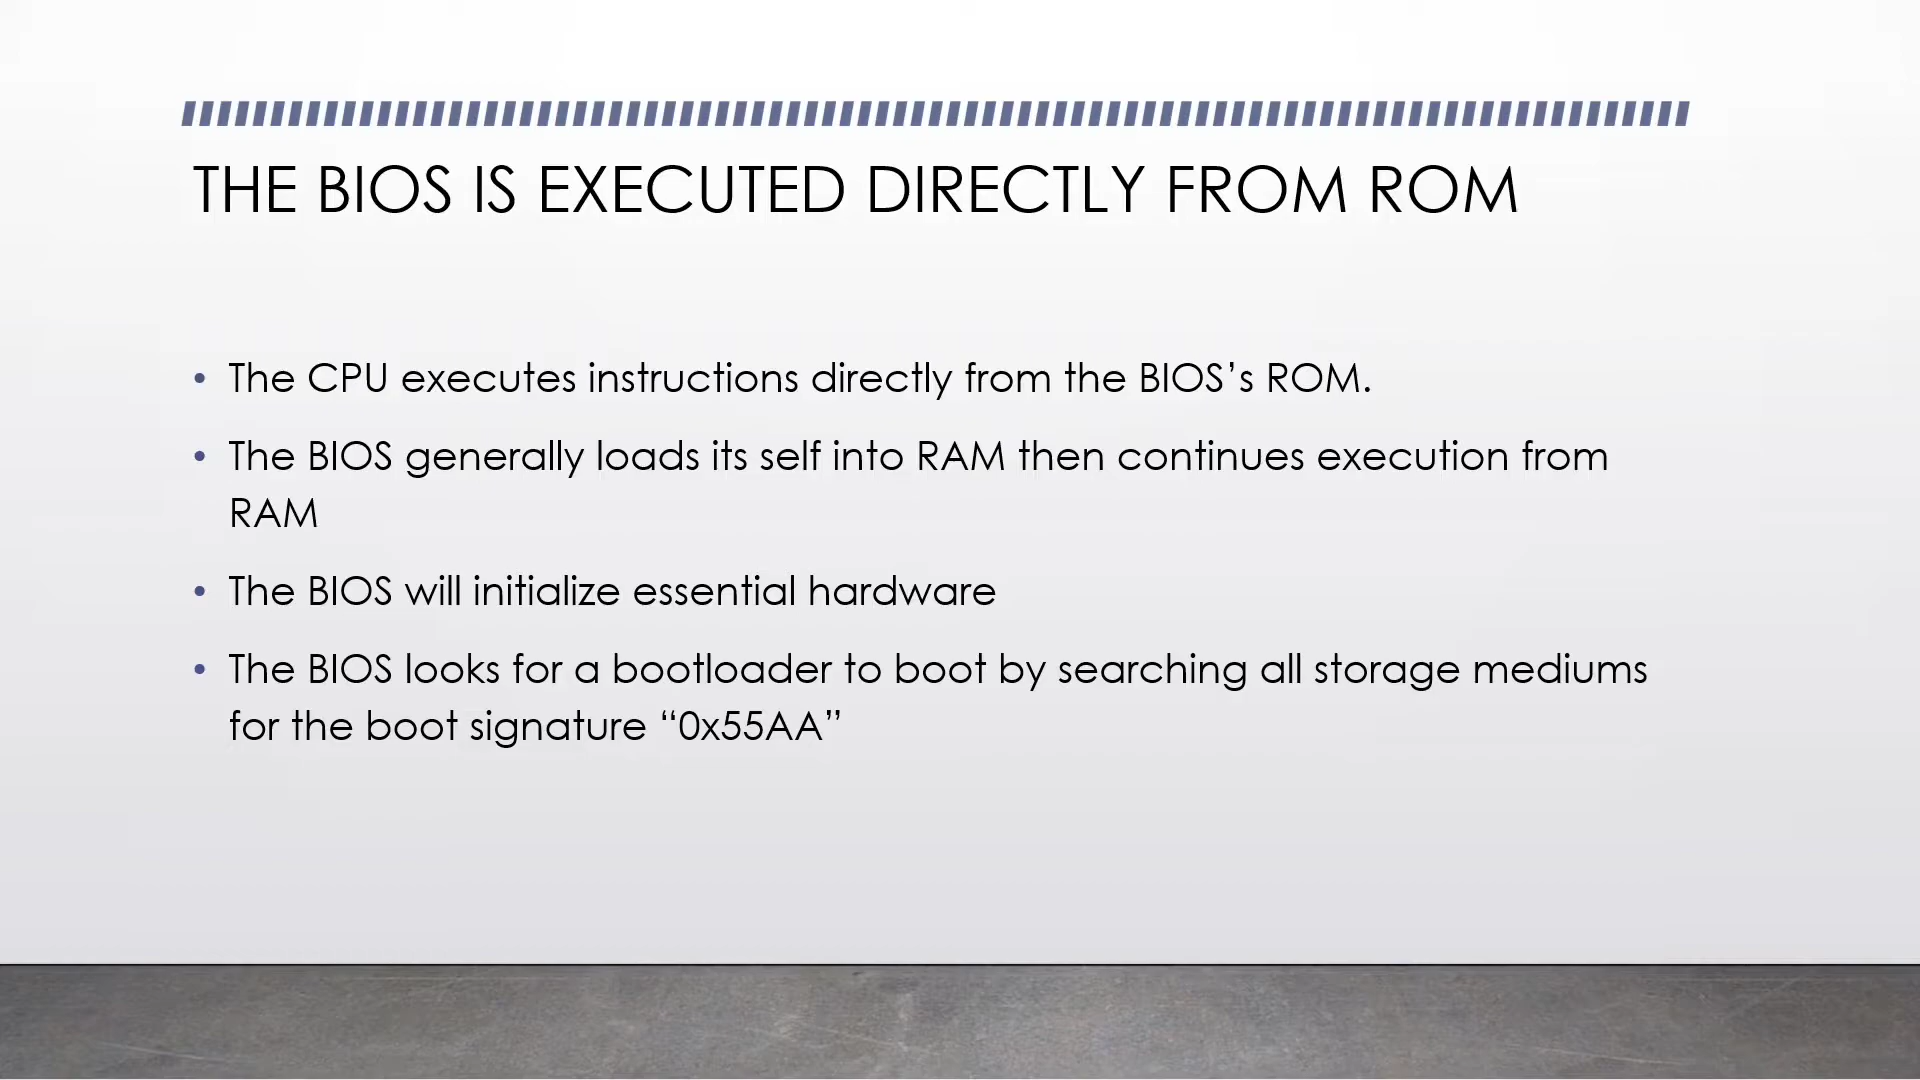 THE BIOS IS EXECUTED DIRECTLY FROM ROM
• The CPU executes instructions directly from the BIOS’s ROM.
• The BIOS generally loads its self into RAM then continues execution from
RAM
• The BIOS will initialize essential hardware
• The BIOS looks for a bootloader to boot by searching all storage mediums
for the boot signature “0x55AA”